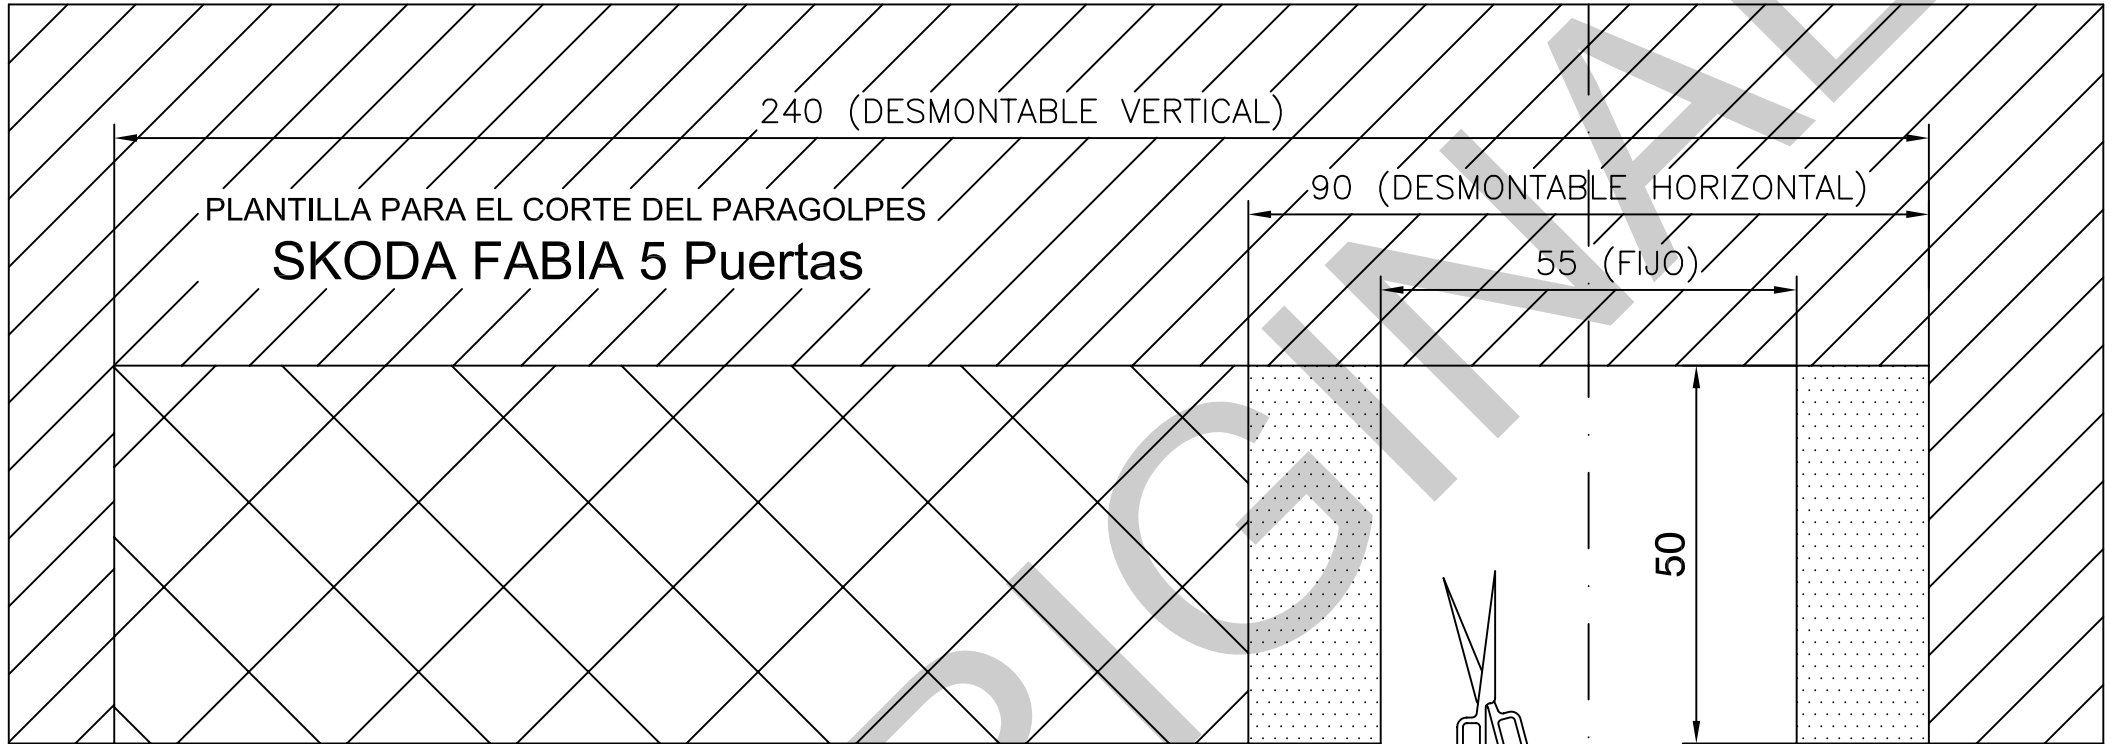 240 (DESMONTABLE VERTICAL)
90 (DESMONTABLE HORIZONTAL)
PLANTILLA PARA EL CORTE DEL PARAGOLPES
SKODA FABIA 5 Puertas
55 (FIJO)
50
RIGINAL